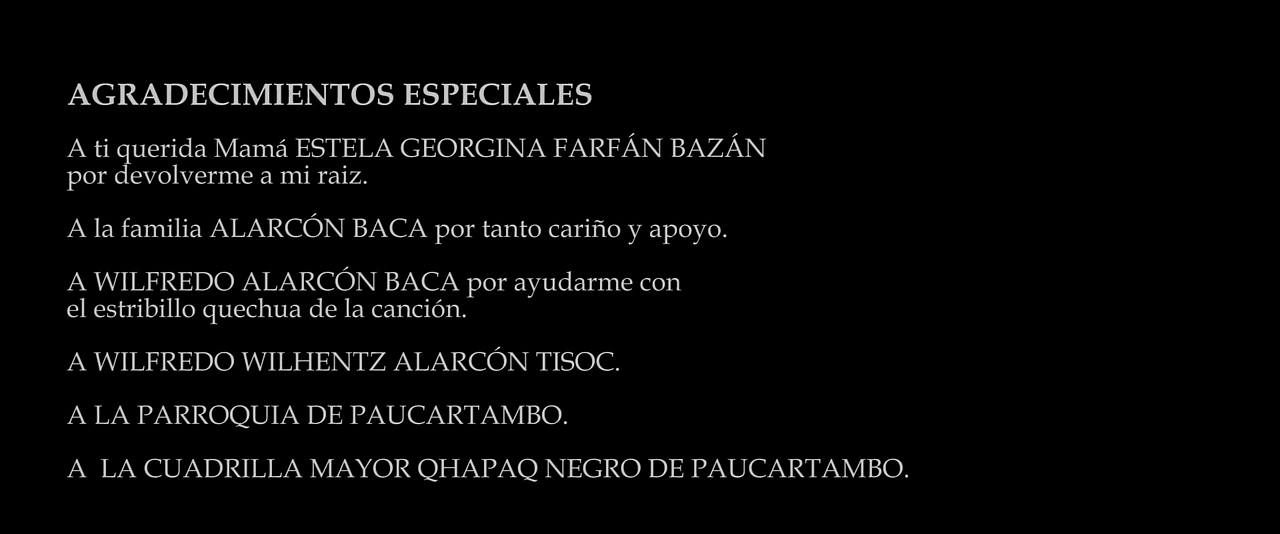 AGRADECIMIENTOS ESPECIALES
A ti querida Mamá ESTELA GEORGINA FARFÁN BAZÁN
por devolverme a mi raiz.
A la familia ALARCÓN BACA por tanto cariño y apoyo.
A WILFREDO ALARCÓN BACA por ayudarme con
el estribillo quechua de la canción.
A WILFREDO WILHENTZ ALARCÓN TISOC.
A LA PARROQUIA DE PAUCARTAMBO.
A  LA CUADRILLA MAYOR QHAPAQ NEGRO DE PAUCARTAMBO.